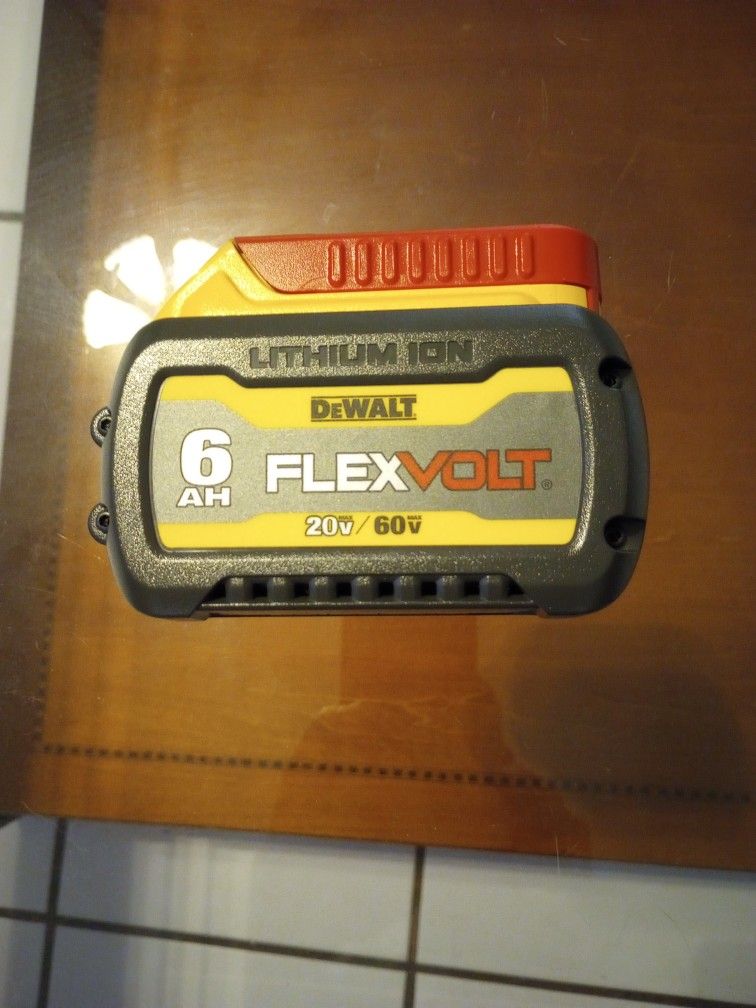 LITHIUM ION
DEWALT
6
AH
FLEXVOLT®
20V MAX / 60V MAX